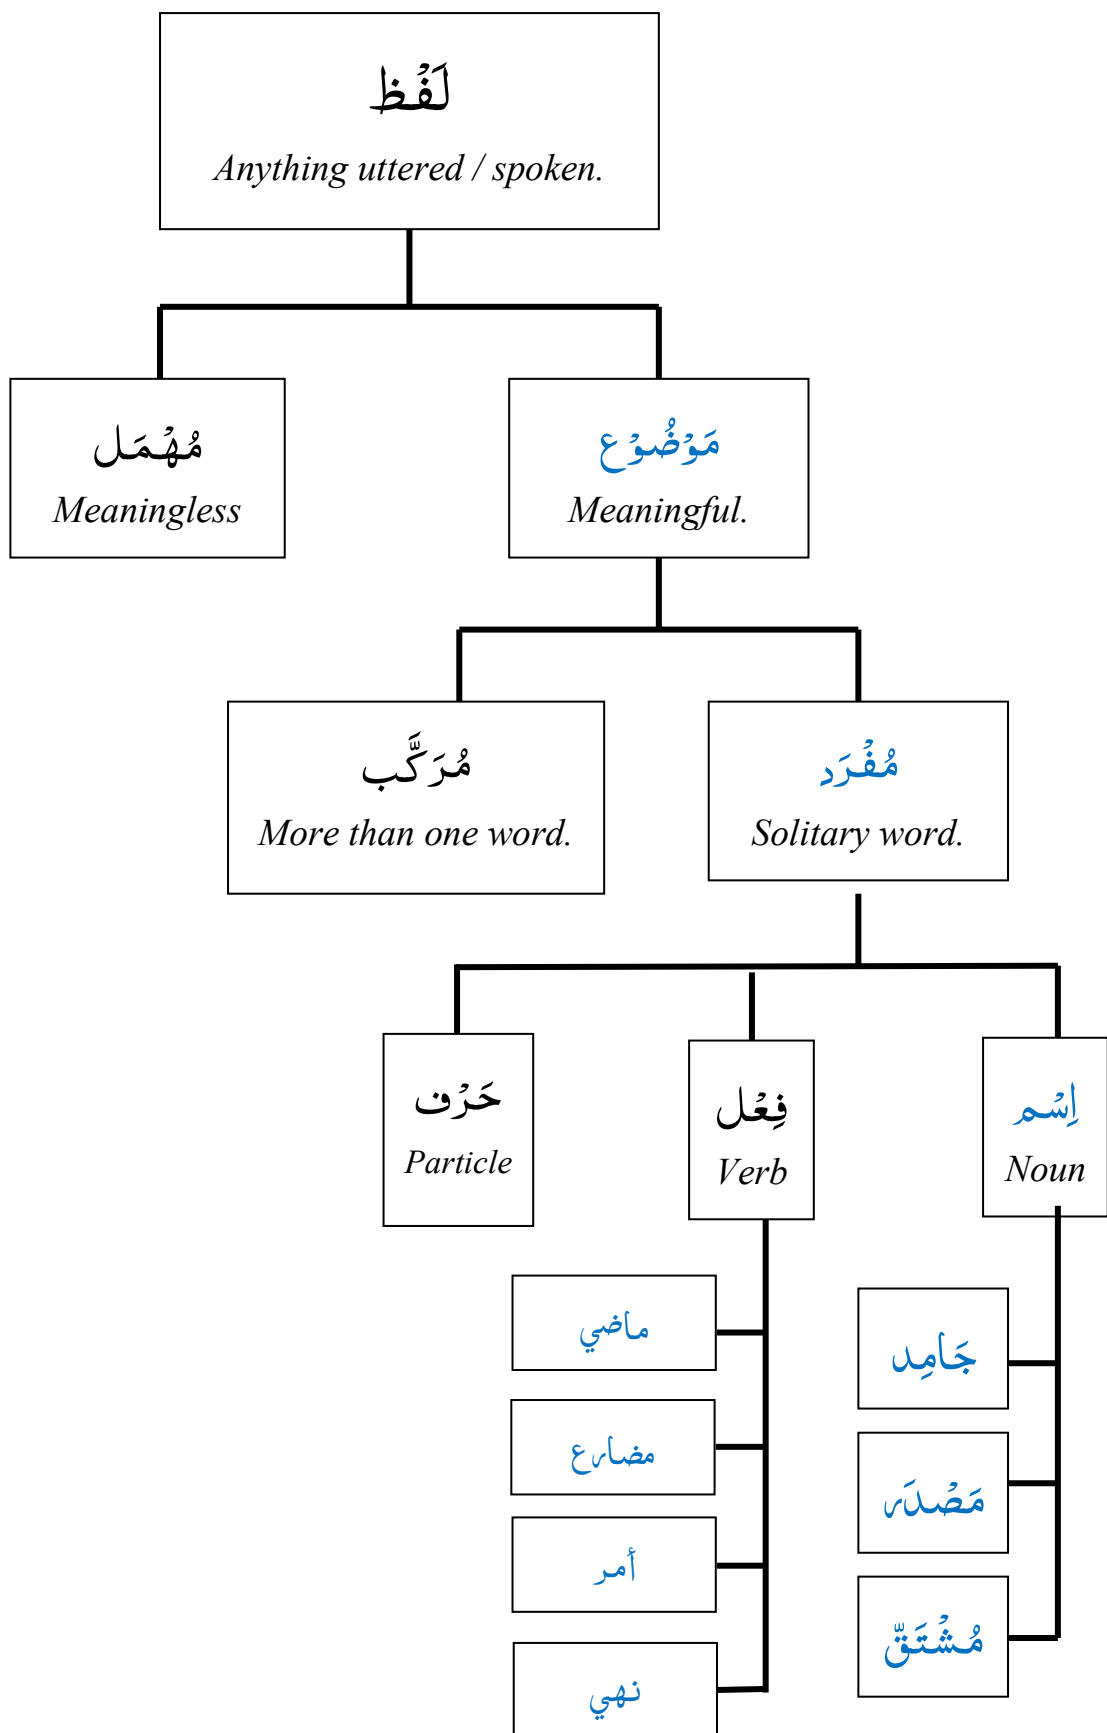 لَفْظ
Anything uttered / spoken.
مُهْمَل
Meaningless
مَوْضُوْع
Meaningful.
مُرَكَّب
More than one word.
مُفْرَد
Solitary word.
حَرْف
Particle
فِعْل
Verb
اِسْم
Noun
ماضي
مضارع
أمر
نهي
جَامِد
مَصْدَر
مُشْتَقّ